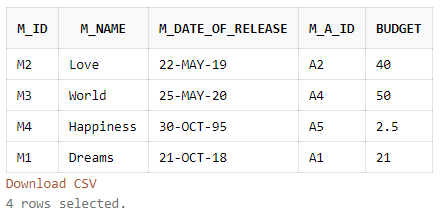 M_ID M_NAME M_DATE_OF_RELEASE M_A_ID BUDGET
M2 Love 22-MAY-19 A2 40
M3 World 25-MAY-20 A4 50
M4 Happiness 30-OCT-95 A5 2.5
M1 Dreams 21-OCT-18 A1 21
Download CSV
4 rows selected.